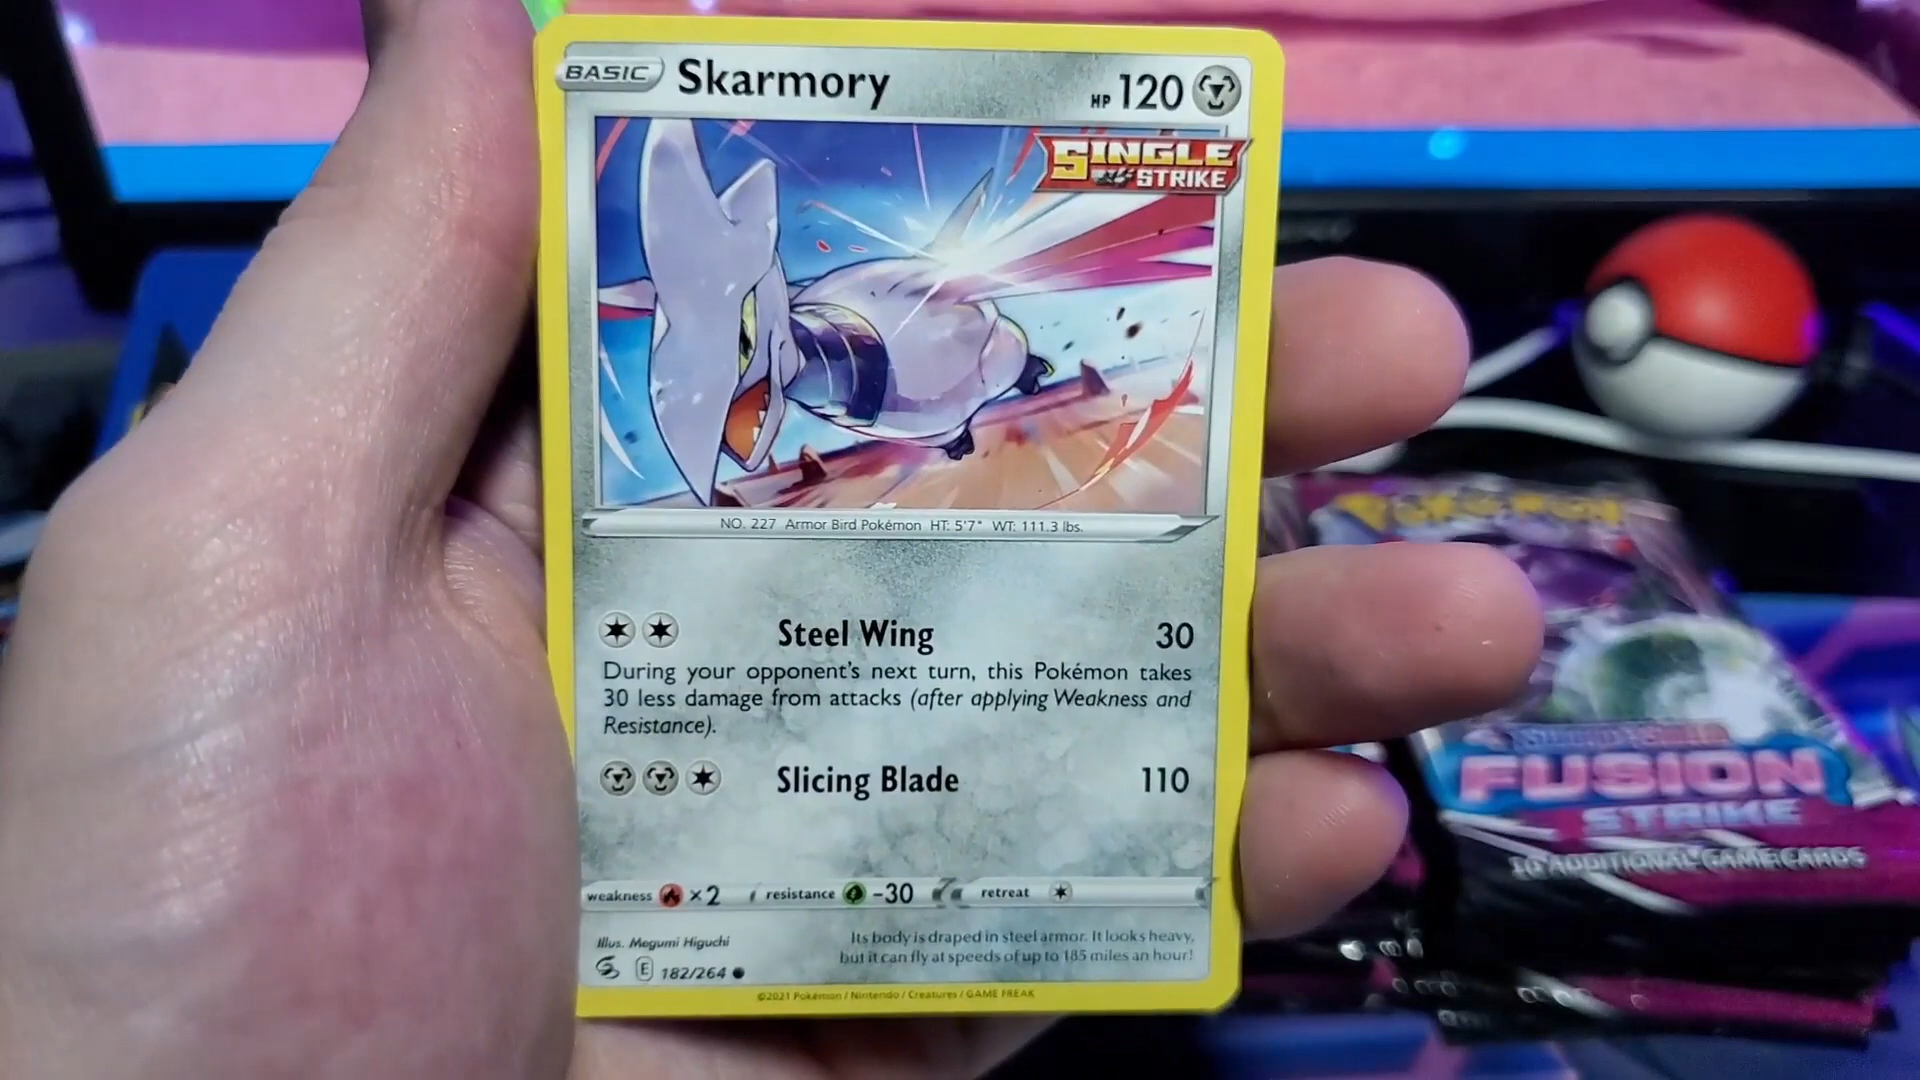 BASIC Skarmory HP 120
SINGLE
STRIKE
NO. 227 Armor Bird Pokémon HT: 5'7" WT: 111.3 lbs.
Steel Wing 30
During your opponent's next turn, this Pokémon takes
30 less damage from attacks (after applying Weakness and
Resistance).
Slicing Blade 110
weakness ×2 resistance -30 retreat
Illus. Megumi Higuchi
Its body is draped in steel armor. It looks heavy,
but it can fly at speeds of up to 185 miles an hour!
E 182/264
©2021 Pokémon / Nintendo / Creatures / GAME FREAK
POKÉMON
FUSION
STRIKE
10 ADDITIONAL GAME CARDS